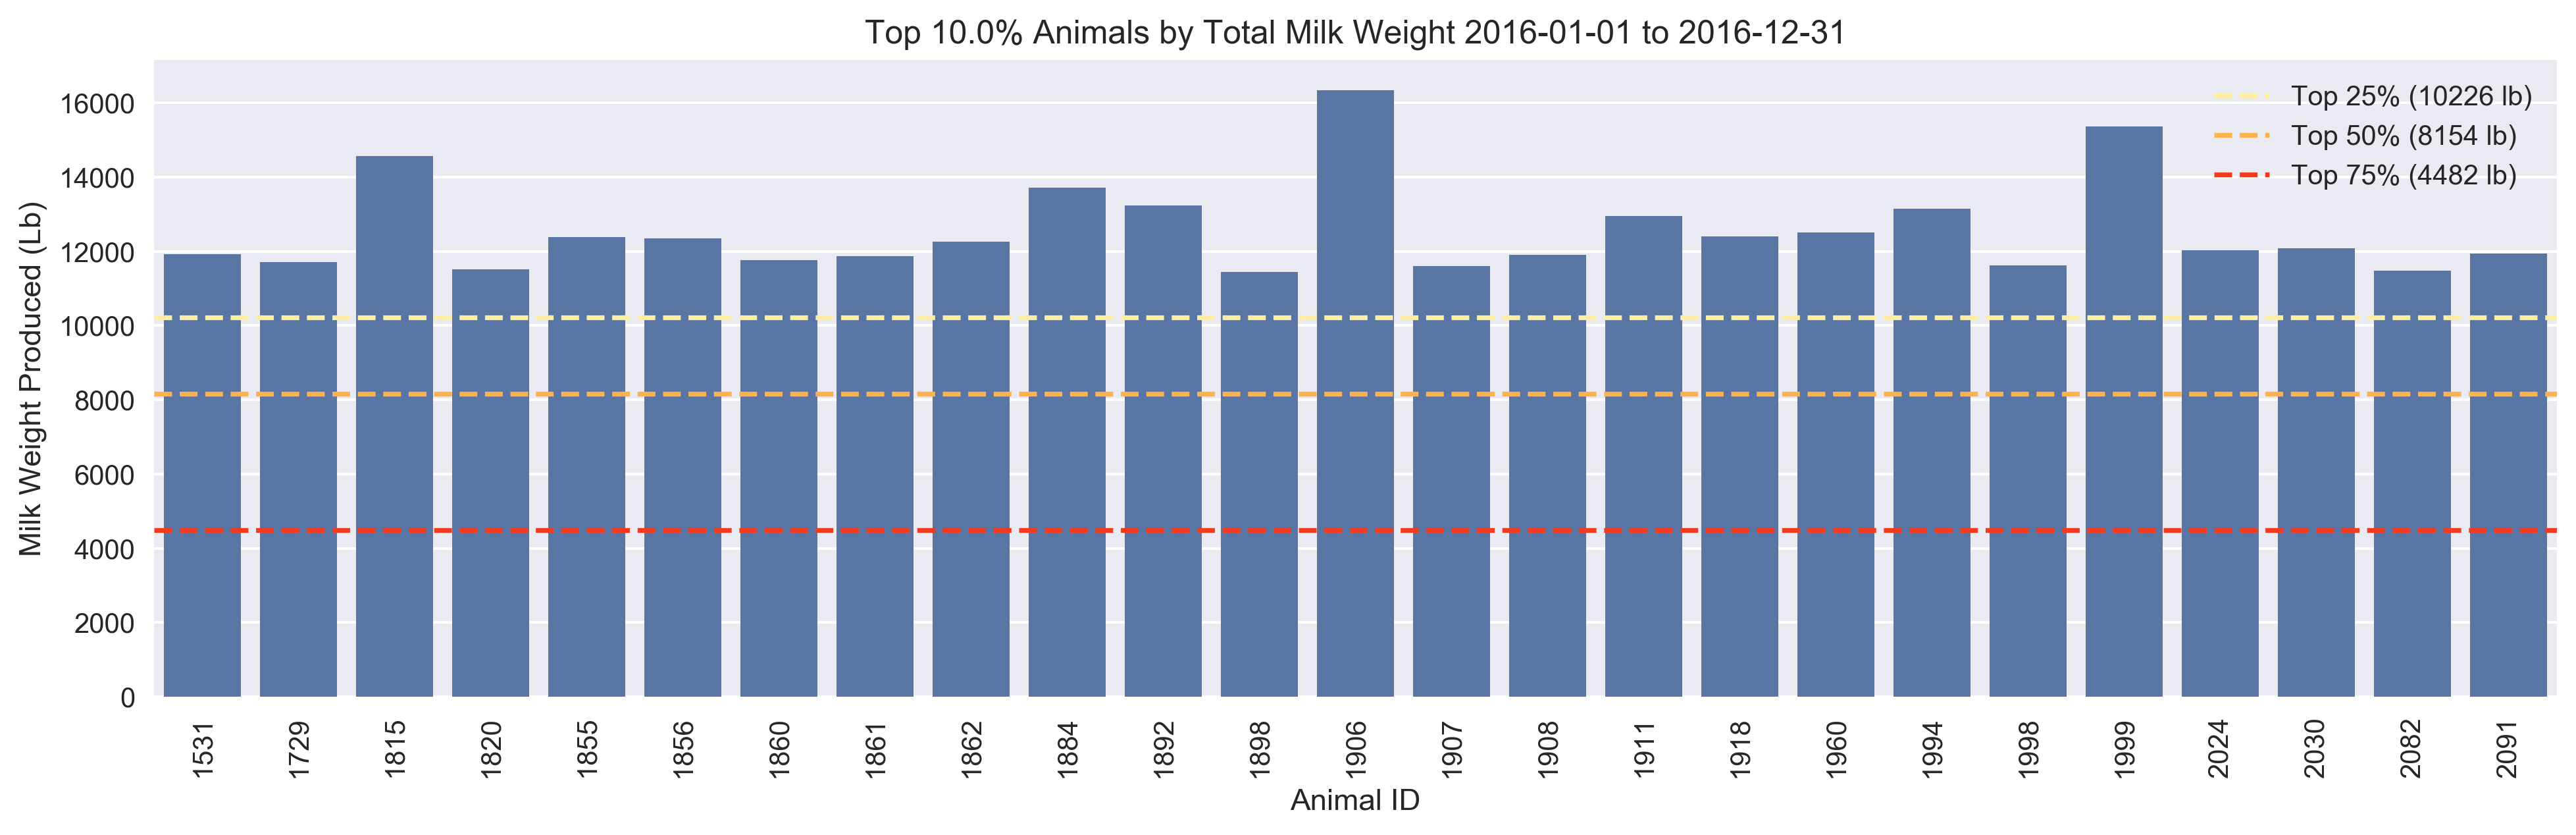 Top 10.0% Animals by Total Milk Weight 2016-01-01 to 2016-12-31
Milk Weight Produced (Lb)
16000
14000
12000
10000
8000
6000
4000
2000
0
Top 25% (10226 lb)
Top 50% (8154 lb)
Top 75% (4482 lb)
1531 1729 1815 1820 1855 1856 1860 1861 1862 1884 1892 1898 1906 1907 1908 1911 1918 1960 1994 1998 1999 2024 2030 2082 2091
Animal ID